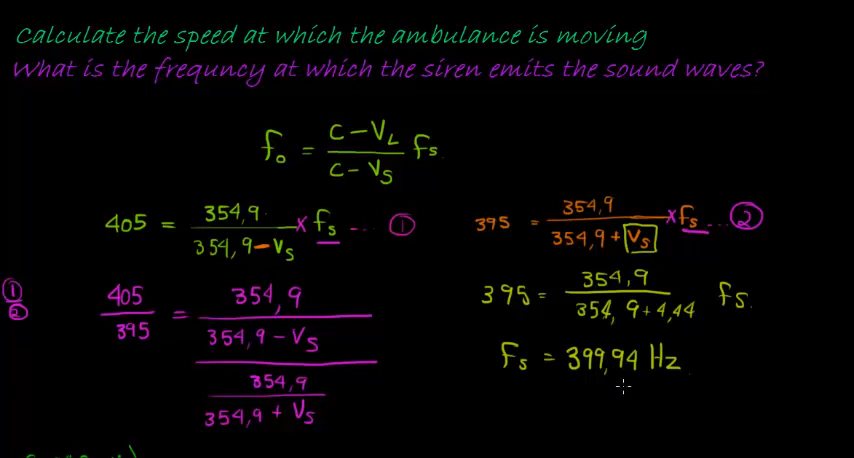 Calculate the speed at which the ambulance is moving
What is the frequncy at which the siren emits the sound waves?
f₀ = (C – V_L)/(C – V_S) f_s
405 = 354,9/(354,9 – V_S) × f_s ... ①
395 = 354,9/(354,9 + V_S) × f_s ... ②
①/② 405/395 = (354,9/(354,9 – V_S))/(354,9/(354,9 + V_S))
395 = 354,9/(354,9 + 4,44) f_s.
F_s = 399,94 Hz